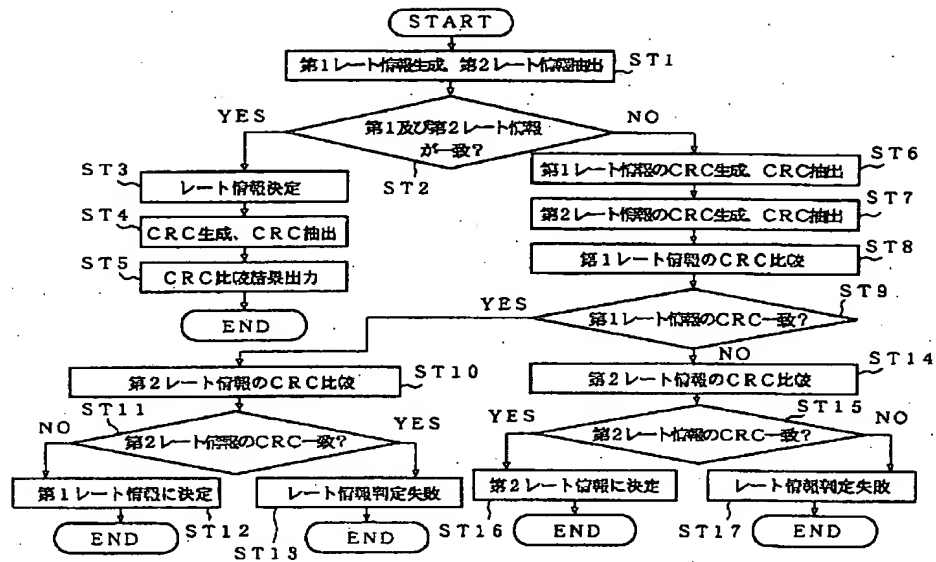 START
第1レート情報生成、第2レート情報抽出
ST1
YES
第1及び第2レート情報
が一致？
NO
ST2
ST3
レート情報決定
ST6
第1レート情報のCRC生成、CRC抽出
ST4
CRC生成、CRC抽出
ST7
第2レート情報のCRC生成、CRC抽出
ST5
CRC比較結果出力
ST8
第1レート情報のCRC比較
END
YES
ST9
第1レート情報のCRC一致？
NO
第2レート情報のCRC比較
ST10
第2レート情報のCRC比較
ST14
ST11
NO
第2レート情報のCRC一致？
YES
YES
第2レート情報のCRC一致？
ST15
NO
第1レート情報に決定
レート情報判定失敗
第2レート情報に決定
レート情報判定失敗
END
ST12
ST13
END
ST16
END
ST17
END